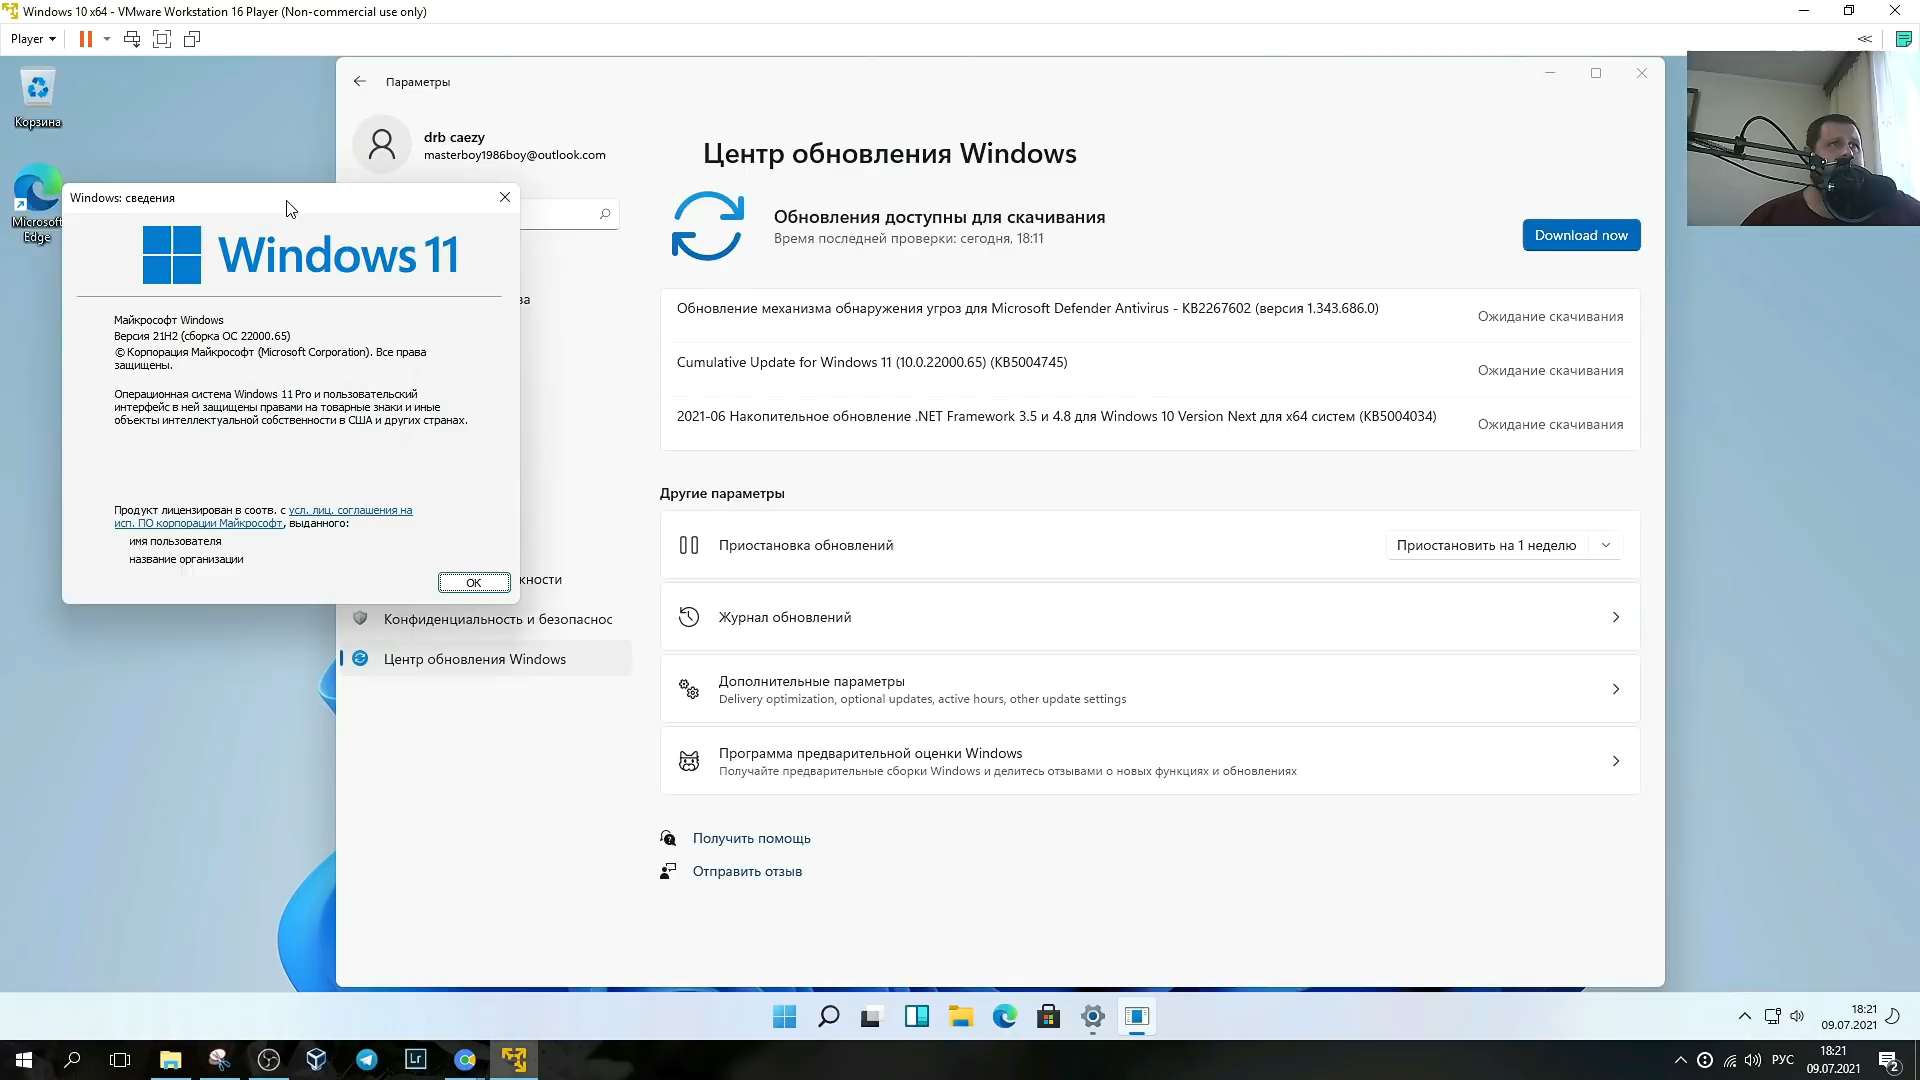 Windows 10 x64 - VMware Workstation 16 Player (Non-commercial use only)
Player
Корзина
Microsoft
Edge
Параметры
drb caezy
masterboy1986boy@outlook.com
Windows: сведения
Windows 11
Майкрософт Windows
Версия 21H2 (сборка ОС 22000.65)
© Корпорация Майкрософт (Microsoft Corporation). Все права
защищены.
Операционная система Windows 11 Pro и пользовательский
интерфейс в ней защищены правами на товарные знаки и иные
объекты интеллектуальной собственности в США и других странах.
Продукт лицензирован в соотв. с усл. лиц. соглашения на
исп. ПО корпорации Майкрософт, выданного:
имя пользователя
название организации
OK
ва
жности
Конфиденциальность и безопаснос
Центр обновления Windows
Центр обновления Windows
Обновления доступны для скачивания
Время последней проверки: сегодня, 18:11
Download now
Обновление механизма обнаружения угроз для Microsoft Defender Antivirus - KB2267602 (версия 1.343.686.0)
Ожидание скачивания
Cumulative Update for Windows 11 (10.0.22000.65) (KB5004745)
Ожидание скачивания
2021-06 Накопительное обновление .NET Framework 3.5 и 4.8 для Windows 10 Version Next для x64 систем (KB5004034)
Ожидание скачивания
Другие параметры
Приостановка обновлений
Приостановить на 1 неделю
Журнал обновлений
Дополнительные параметры
Delivery optimization, optional updates, active hours, other update settings
Программа предварительной оценки Windows
Получайте предварительные сборки Windows и делитесь отзывами о новых функциях и обновлениях
Получить помощь
Отправить отзыв
18:21
09.07.2021
Lr
РУС
18:21
09.07.2021
2